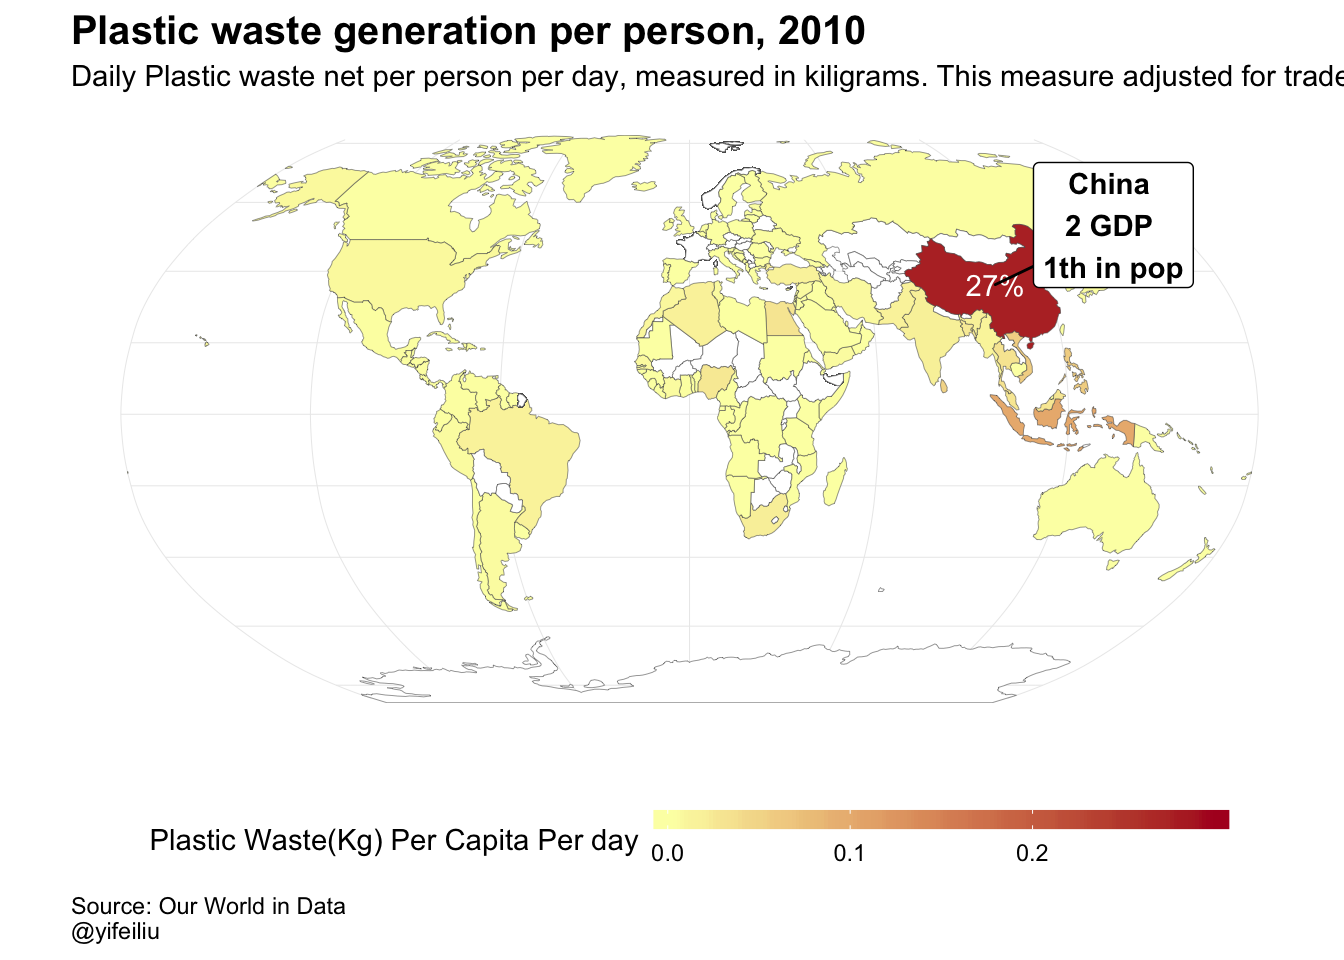 Plastic waste generation per person, 2010
Daily Plastic waste net per person per day, measured in kiligrams. This measure adjusted for trade
China
2 GDP
1th in pop
27%
Plastic Waste(Kg) Per Capita Per day
0.0
0.1
0.2
Source: Our World in Data
@yifeiliu